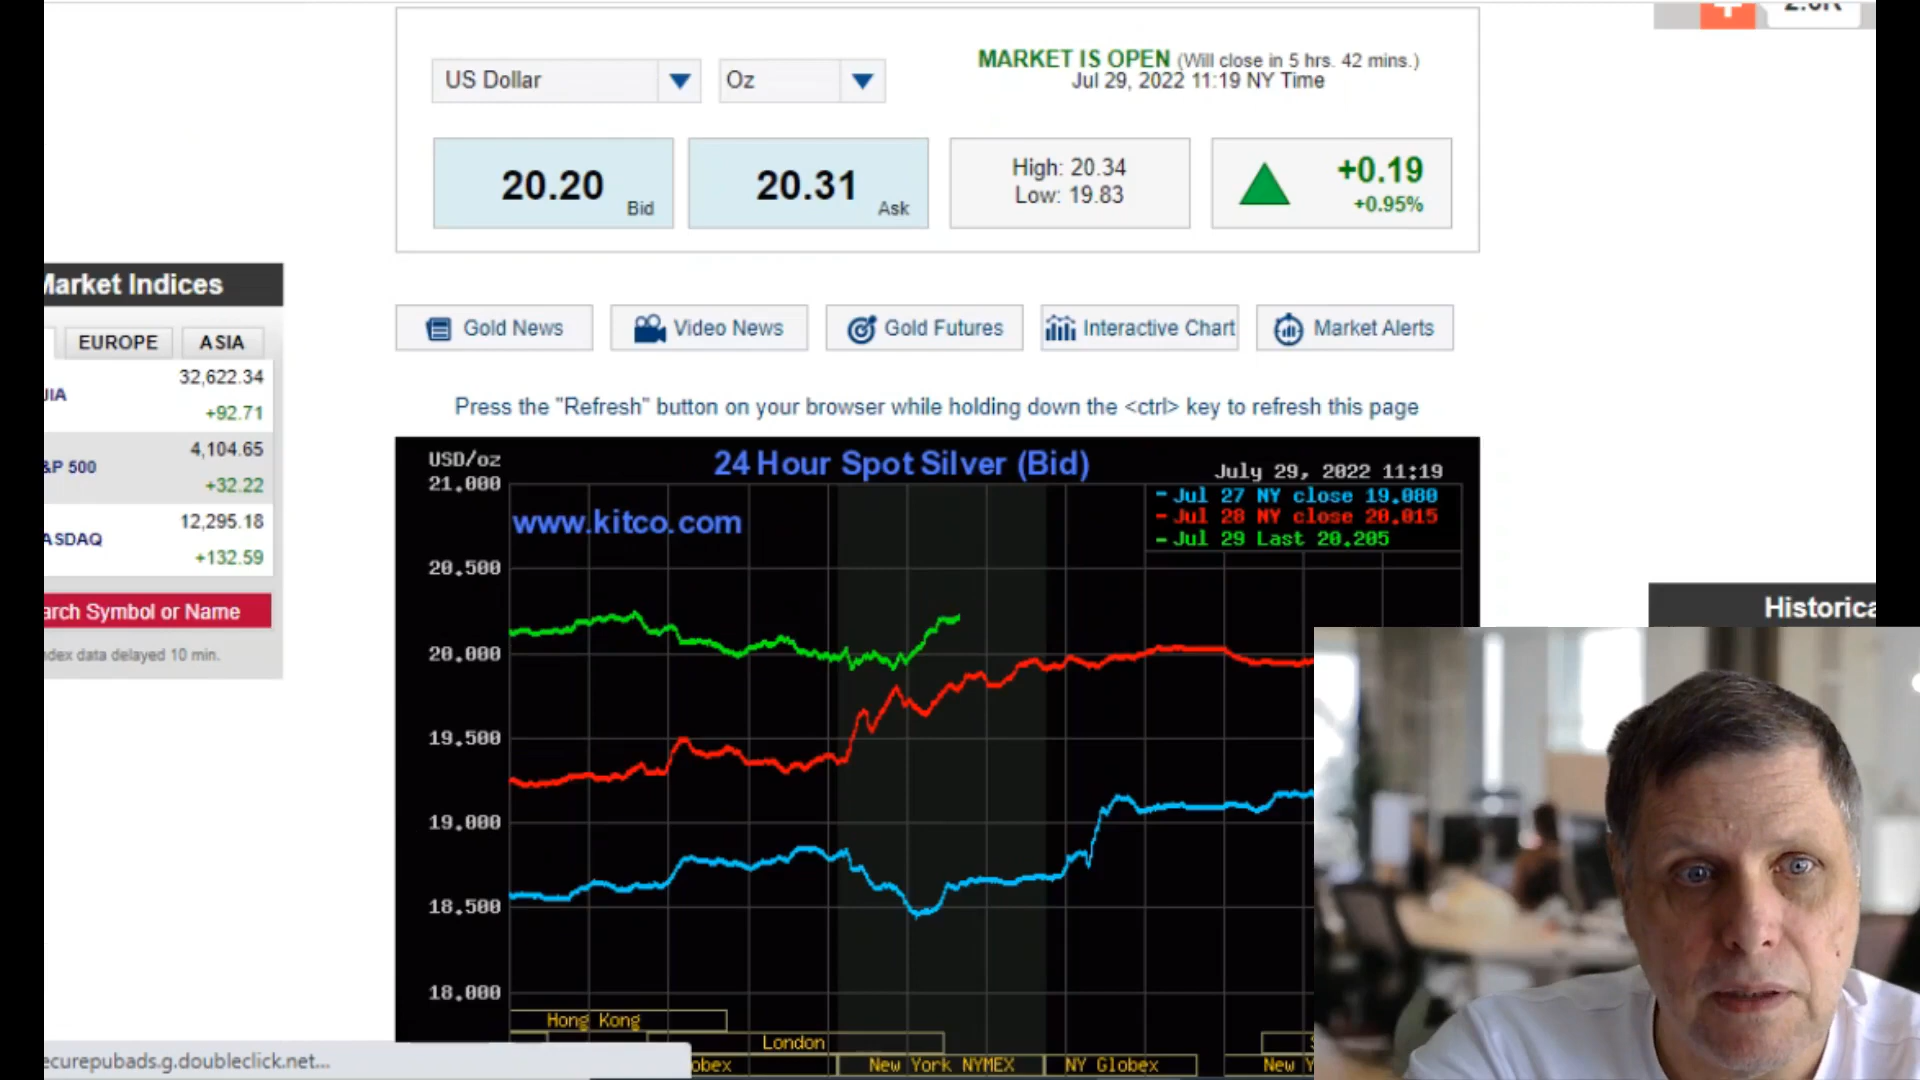 MARKET IS OPEN (Will close in 5 hrs. 42 mins.)
Jul 29, 2022 11:19 NY Time
US Dollar
Oz
20.20 Bid
20.31 Ask
High: 20.34
Low: 19.83
+0.19
+0.95%
Market Indices
EUROPE
ASIA
32,622.34
+92.71
&P 500
4,104.65
+32.22
ASDAQ
12,295.18
+132.59
arch Symbol or Name
ndex data delayed 10 min.
Gold News
Video News
Gold Futures
Interactive Chart
Market Alerts
Press the "Refresh" button on your browser while holding down the <ctrl> key to refresh this page
USD/oz
24 Hour Spot Silver (Bid)
July 29, 2022 11:19
www.kitco.com
Jul 27 NY close 19.080
Jul 28 NY close 20.015
Jul 29 Last 20.205
21.000
20.500
20.000
19.500
19.000
18.500
18.000
Hong Kong
London
obex
New York NYMEX
NY Globex
New Y
Historica
ecurepubads.g.doubleclick.net...